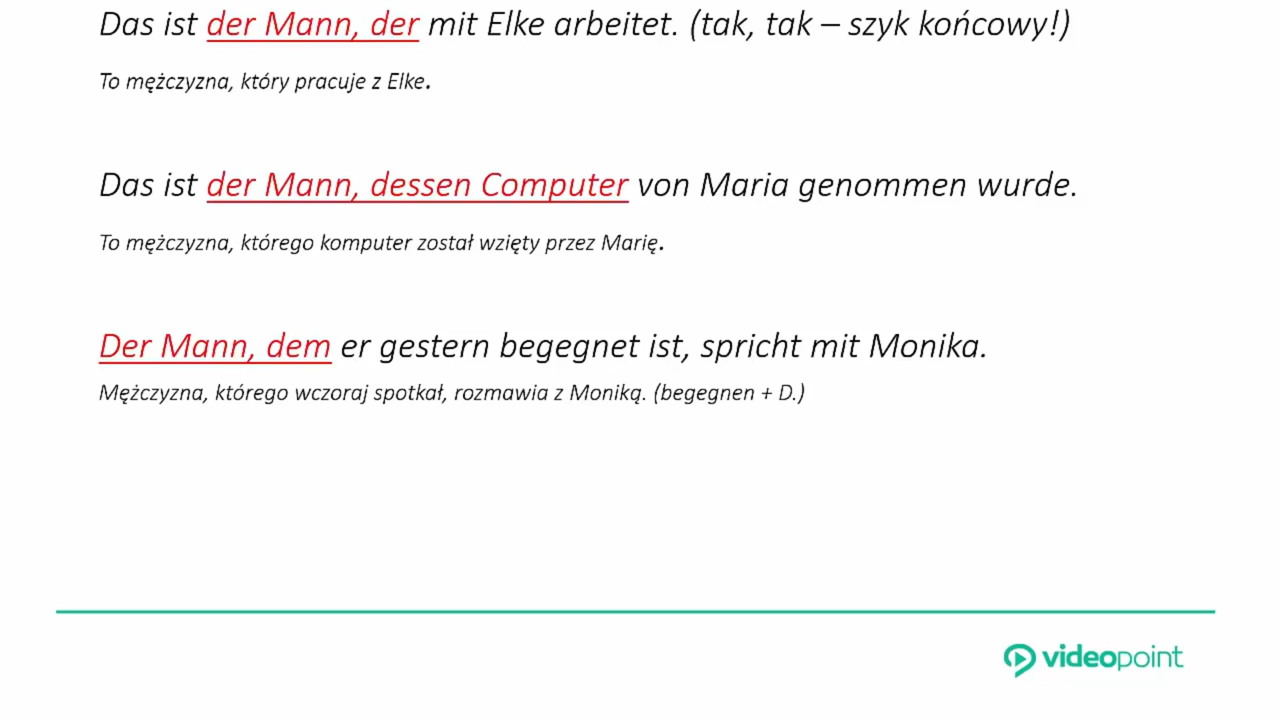 Das ist der Mann, der mit Elke arbeitet. (tak, tak – szyk końcowy!)
To mężczyzna, który pracuje z Elke.
Das ist der Mann, dessen Computer von Maria genommen wurde.
To mężczyzna, którego komputer został wzięty przez Marię.
Der Mann, dem er gestern begegnet ist, spricht mit Monika.
Mężczyzna, którego wczoraj spotkał, rozmawia z Moniką. (begegnen + D.)
videopoint